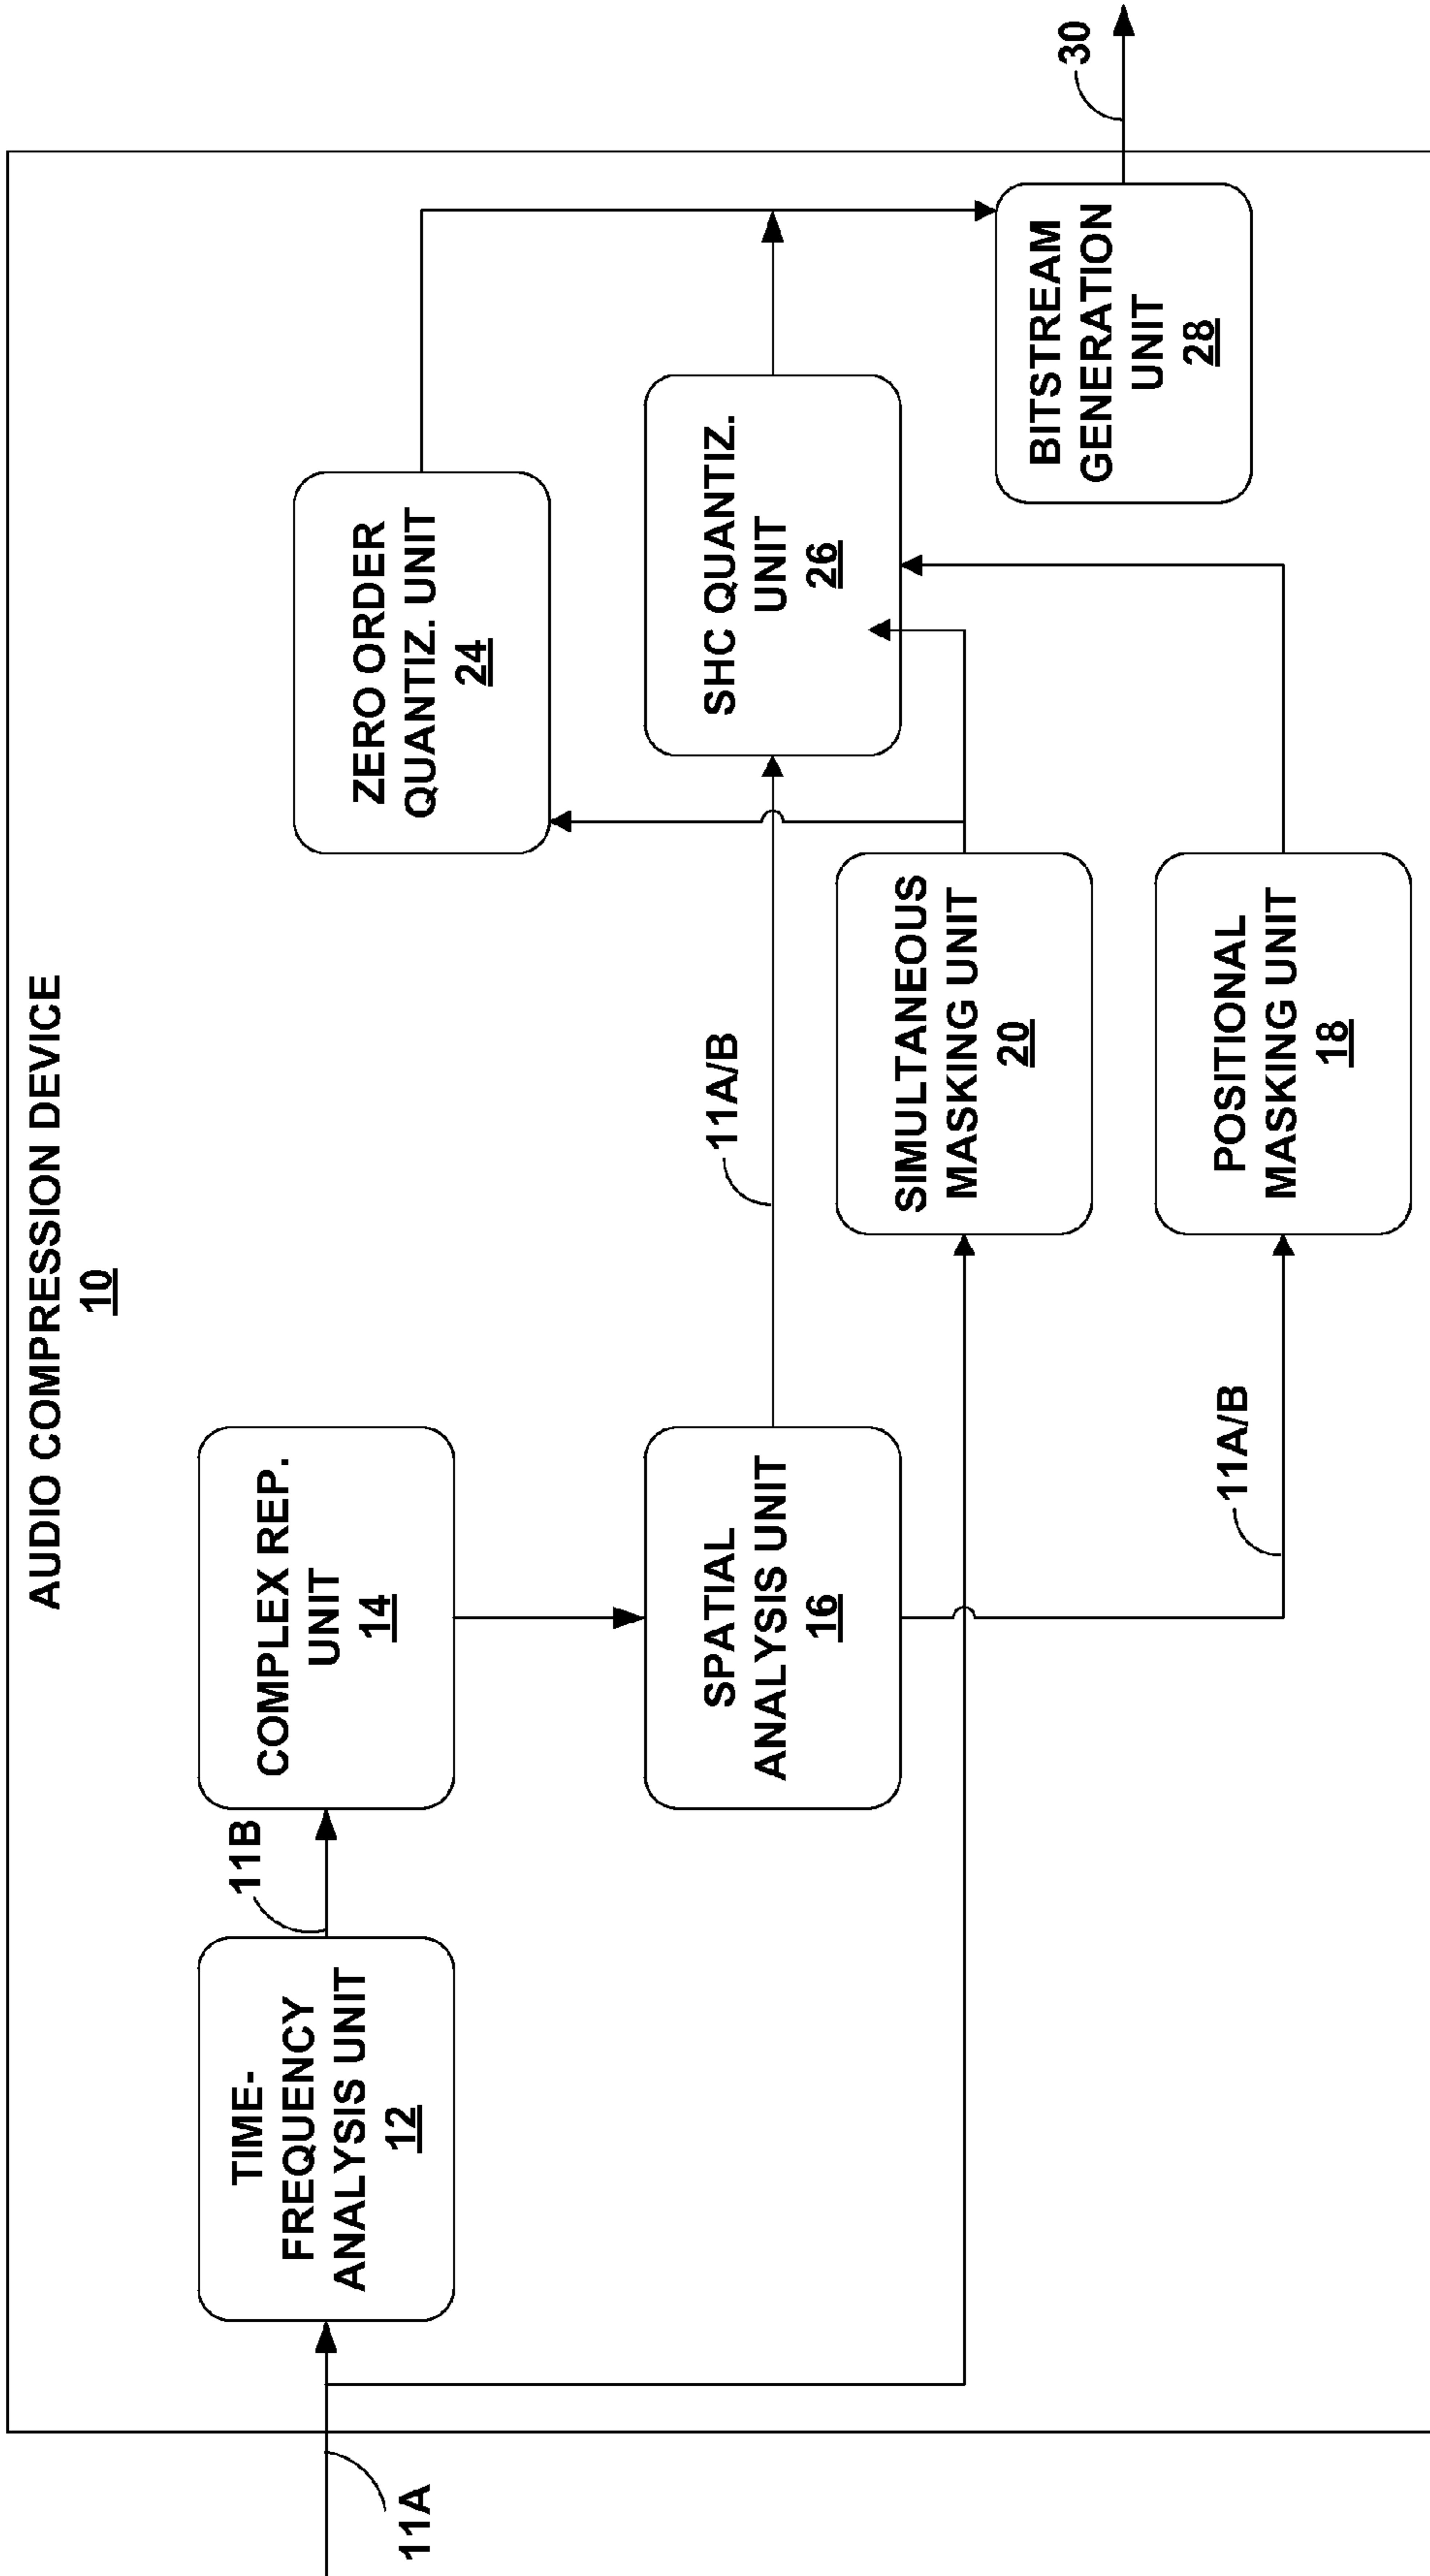 AUDIO COMPRESSION DEVICE
10
11A
TIME-
FREQUENCY
ANALYSIS UNIT
12
11B
COMPLEX REP.
UNIT
14
SPATIAL
ANALYSIS UNIT
16
11A/B
11A/B
SIMULTANEOUS
MASKING UNIT
20
POSITIONAL
MASKING UNIT
18
ZERO ORDER
QUANTIZ. UNIT
24
SHC QUANTIZ.
UNIT
26
BITSTREAM
GENERATION
UNIT
28
30